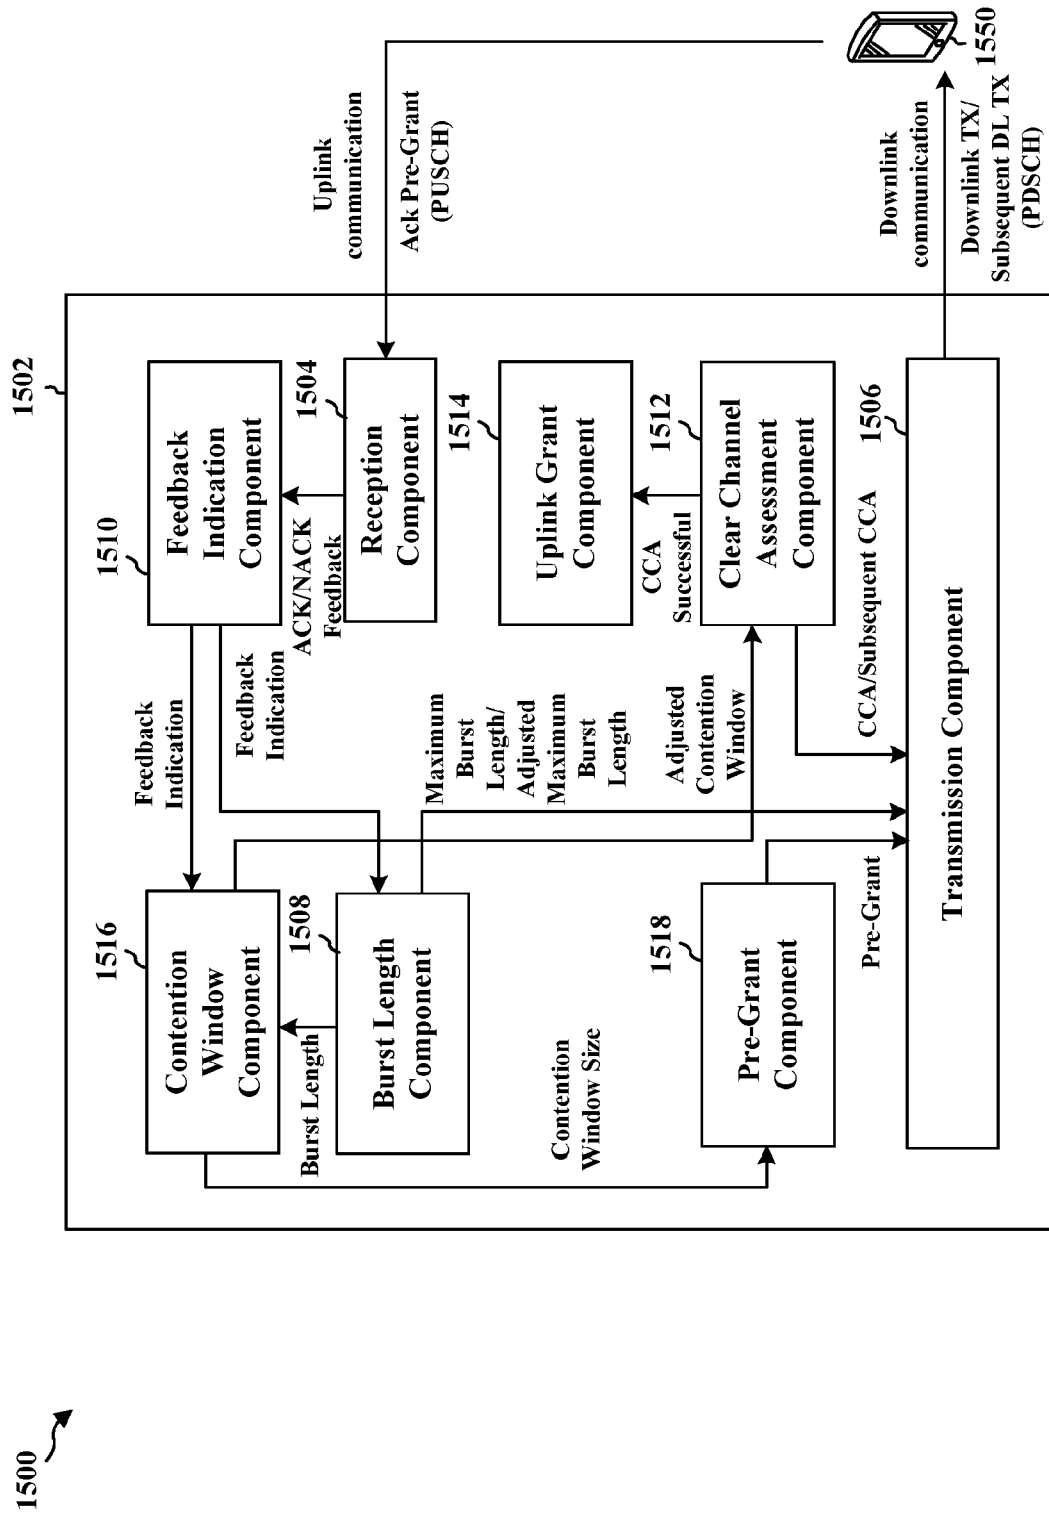 1500
1502
1510
Feedback
Indication
Component
ACK/NACK
Feedback
1504
Reception
Component
Uplink
communication
Ack Pre-Grant
(PUSCH)
Feedback
Indication
Feedback
Indication
1516
Contention
Window
Component
Burst Length
1508
Burst Length
Component
Maximum
Burst
Length/
Adjusted
Maximum
Burst
Length
1514
Uplink Grant
Component
CCA
Successful
1512
Clear Channel
Assessment
Component
Adjusted
Contention
Window
Contention
Window Size
1518
Pre-Grant
Component
Pre-Grant
CCA/Subsequent CCA
1506
Transmission Component
Downlink
communication
Downlink TX/
Subsequent DL TX
(PDSCH)
1550